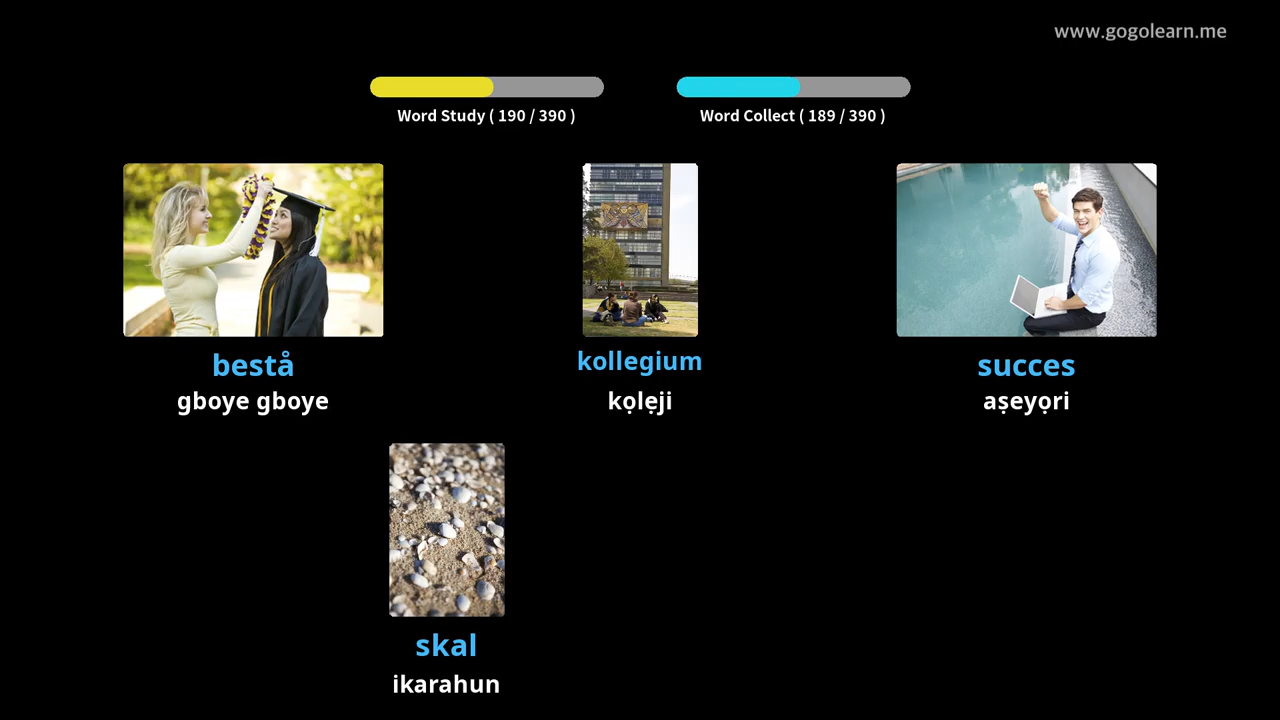 www.gogolearn.me
Word Study ( 190 / 390 )
Word Collect ( 189 / 390 )
bestå
gboye gboye
kollegium
kọlẹji
succes
aṣeyọri
skal
ikarahun